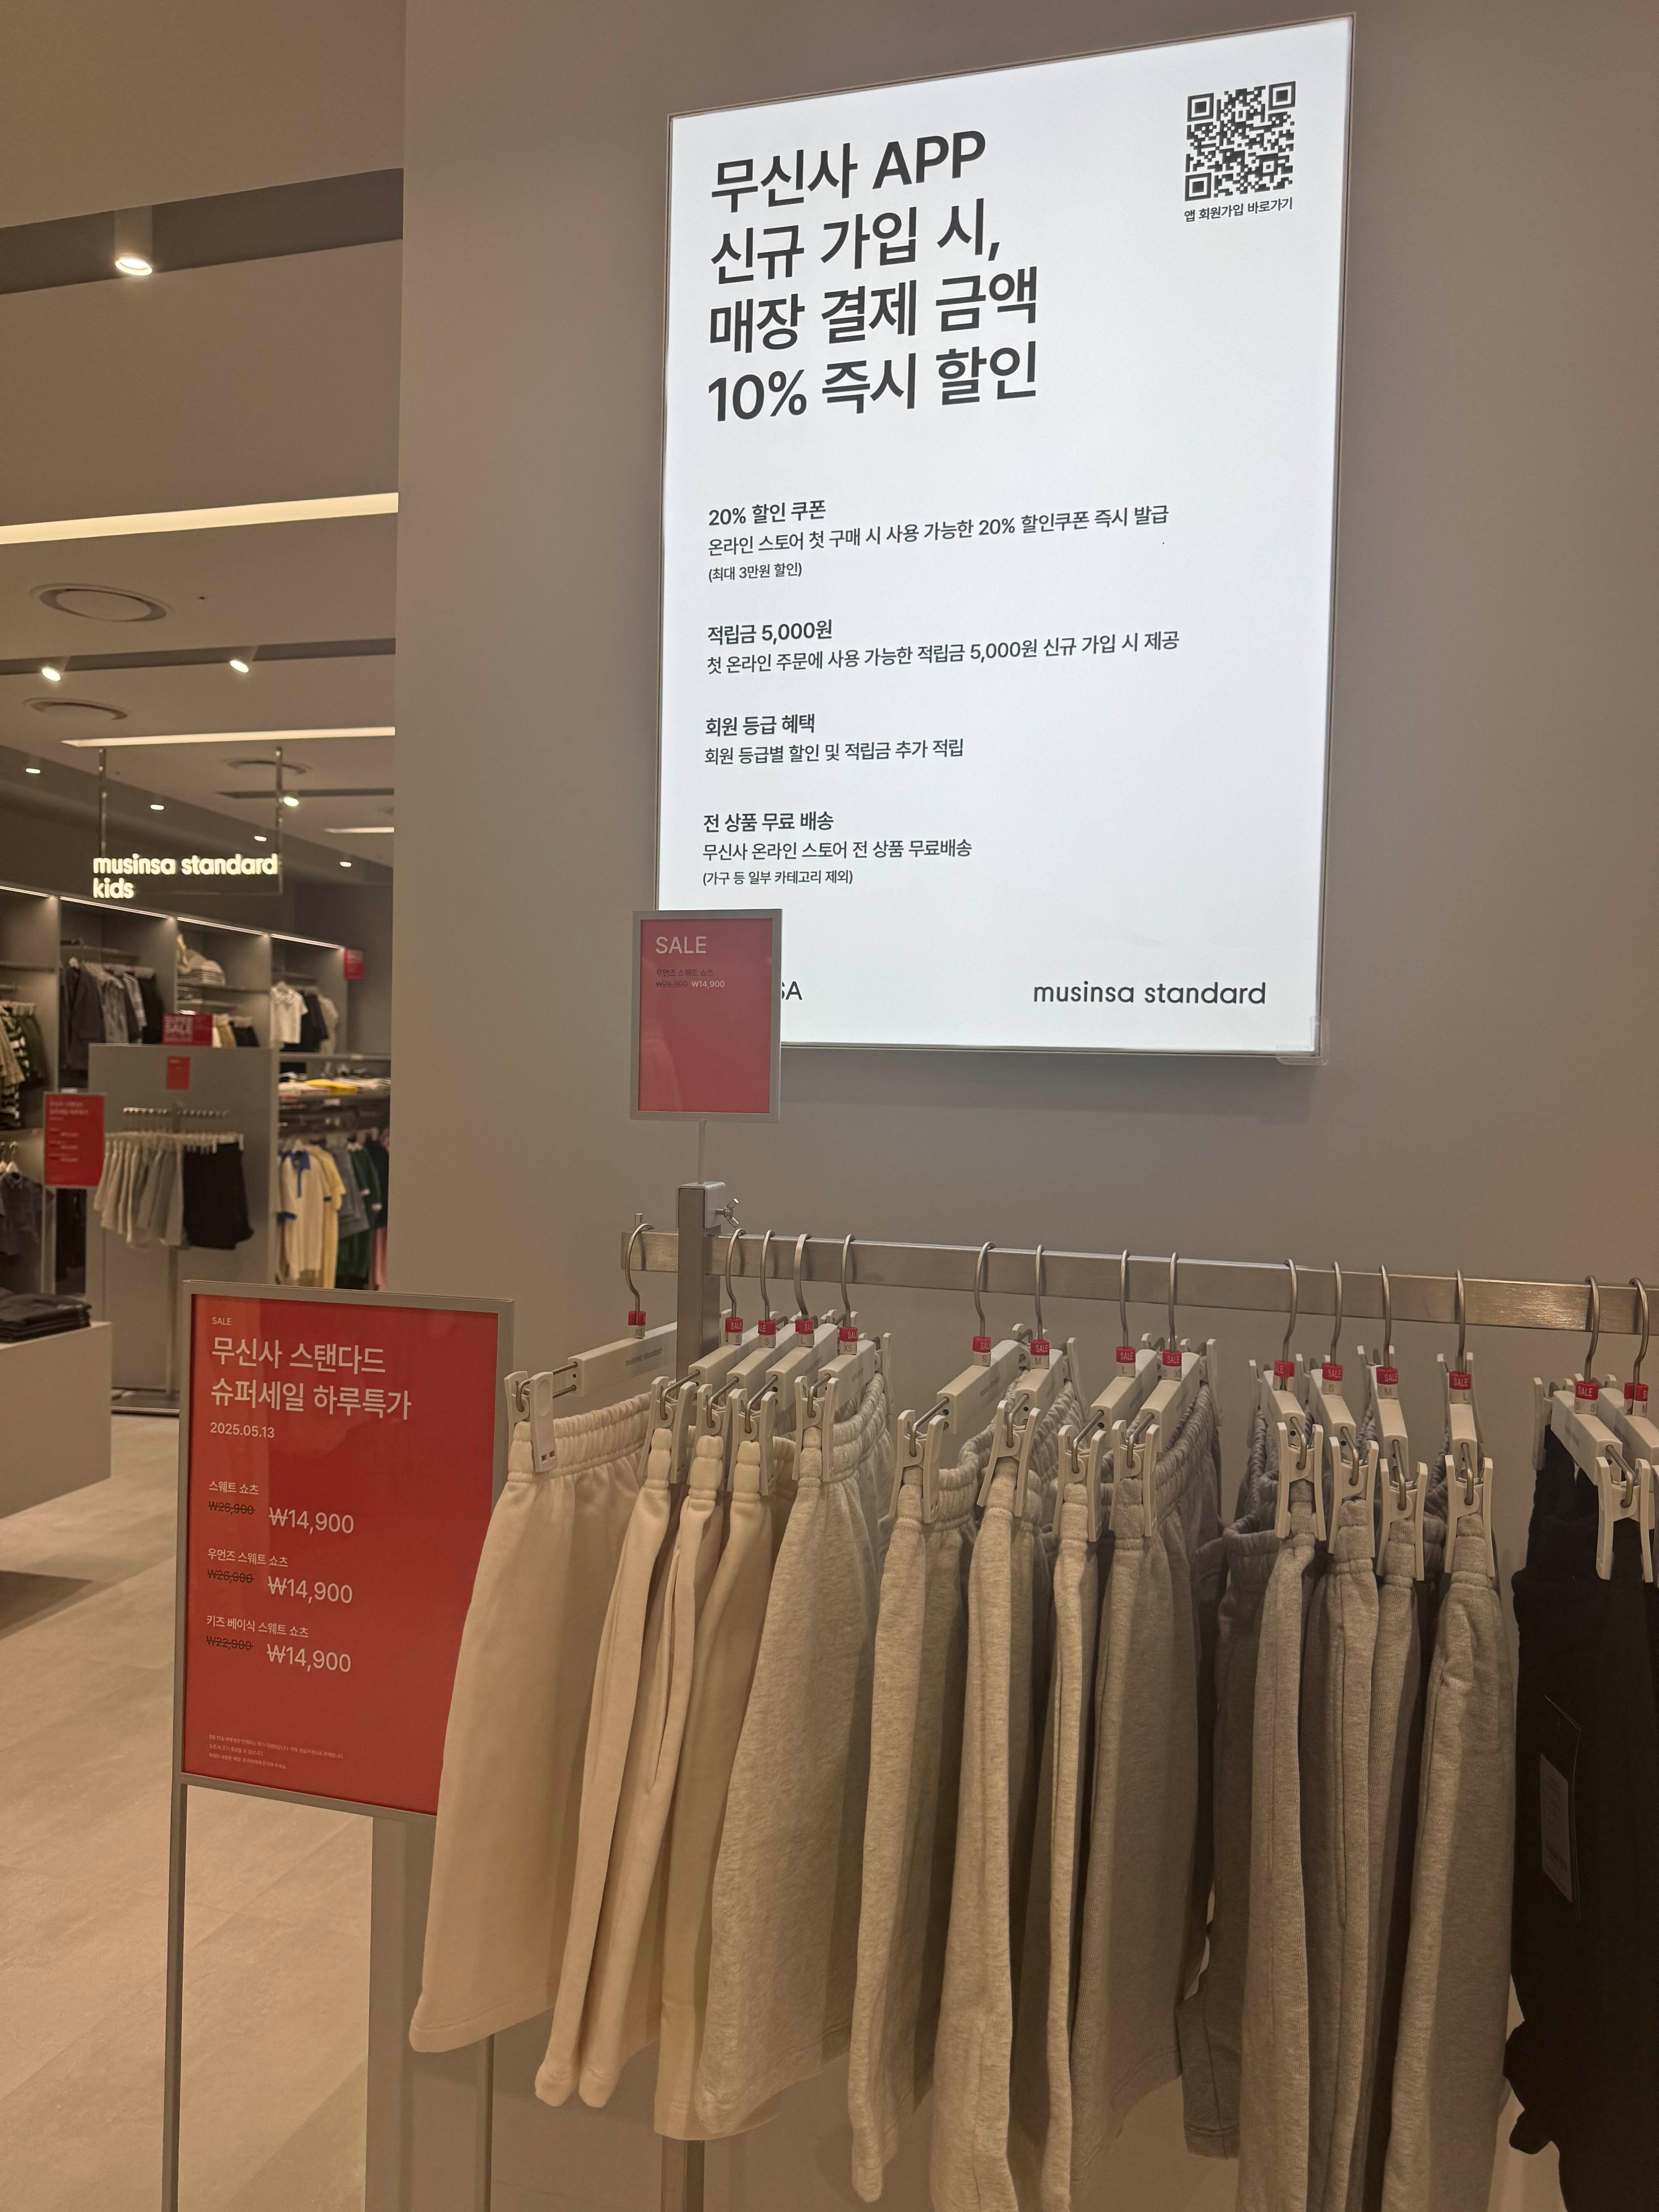 무신사 APP
신규 가입 시,
매장 결제 금액
10% 즉시 할인
앱 회원가입 바로가기
20% 할인 쿠폰
온라인 스토어 첫 구매 시 사용 가능한 20% 할인쿠폰 즉시 발급
(최대 3만원 할인)
적립금 5,000원
첫 온라인 주문에 사용 가능한 적립금 5,000원 신규 가입 시 제공
회원 등급 혜택
회원 등급별 할인 및 적립금 추가 적립
전 상품 무료 배송
무신사 온라인 스토어 전 상품 무료배송
(가구 등 일부 카테고리 제외)
SA
musinsa standard
musinsa standard
kids
SALE
우먼즈 스웨트 쇼츠
₩26,900 ₩14,900
SALE
무신사 스탠다드
슈퍼세일 하루특가
2025.05.13
스웨트 쇼츠
₩26,900 ₩14,900
우먼즈 스웨트 쇼츠
₩26,900 ₩14,900
키즈 베이식 스웨트 쇼츠
₩22,900 ₩14,900